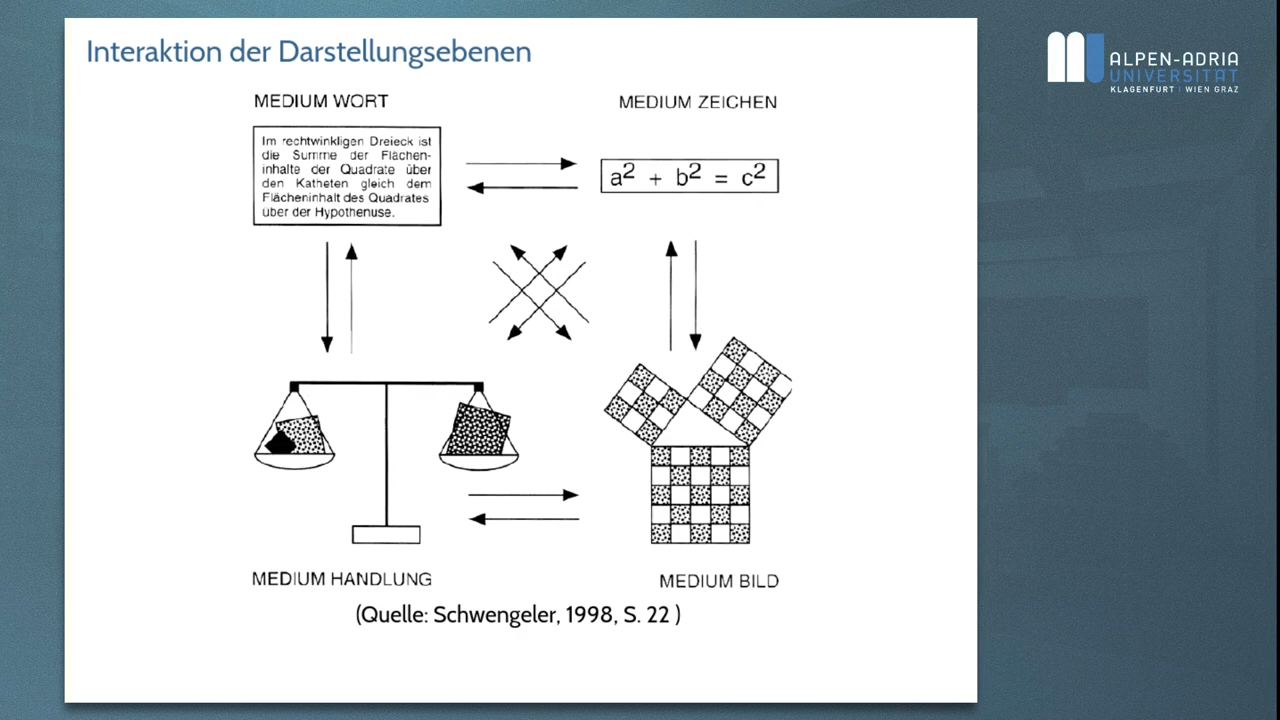 Interaktion der Darstellungsebenen
MEDIUM WORT
MEDIUM ZEICHEN
Im rechtwinkligen Dreieck ist
die Summe der Flächen-
inhalte der Quadrate über
den Katheten gleich dem
Flächeninhalt des Quadrates
über der Hypothenuse.
a² + b² = c²
MEDIUM HANDLUNG
MEDIUM BILD
(Quelle: Schwengeler, 1998, S. 22 )
ALPEN-ADRIA
UNIVERSITÄT
KLAGENFURT | WIEN GRAZ